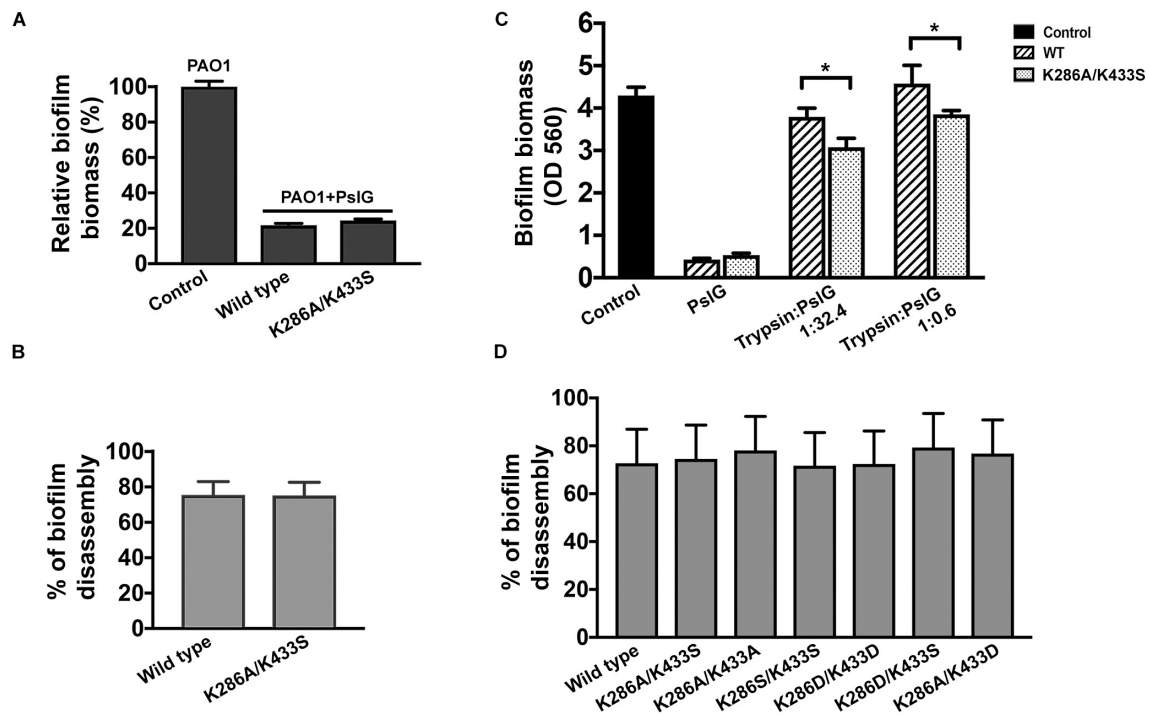 A
Relative biofilm
biomass (%)
100
80
60
40
20
0
PAO1
PAO1+PslG
Control
Wild type
K286A/K433S
C
Biofilm biomass
(OD 560)
6
5
4
3
2
1
0
*
*
Control
PslG
Trypsin:PslG
1:32.4
Trypsin:PslG
1:0.6
Control
WT
K286A/K433S
B
% of biofilm
disassembly
100
80
60
40
20
0
Wild type
K286A/K433S
D
% of biofilm
disassembly
100
80
60
40
20
0
Wild type
K286A/K433S
K286A/K433A
K286S/K433S
K286D/K433D
K286D/K433S
K286A/K433D